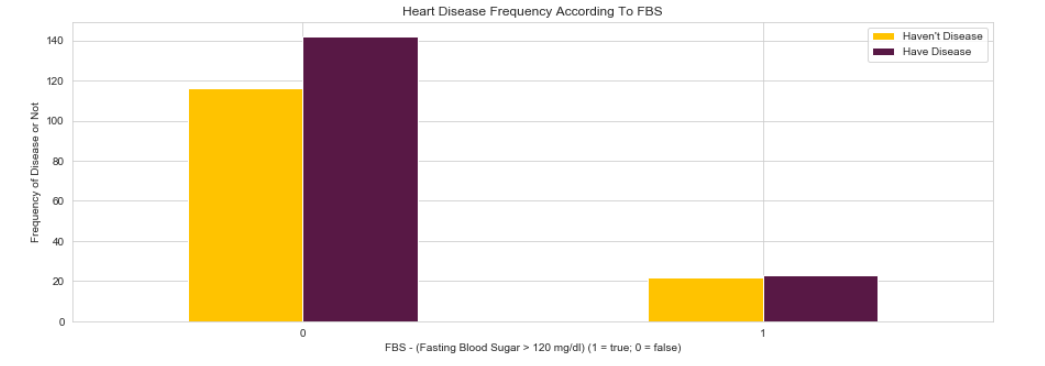 Heart Disease Frequency According To FBS
Haven't Disease
Have Disease
Frequency of Disease or Not
140
120
100
80
60
40
20
0
0
1
FBS - (Fasting Blood Sugar > 120 mg/dl) (1 = true; 0 = false)